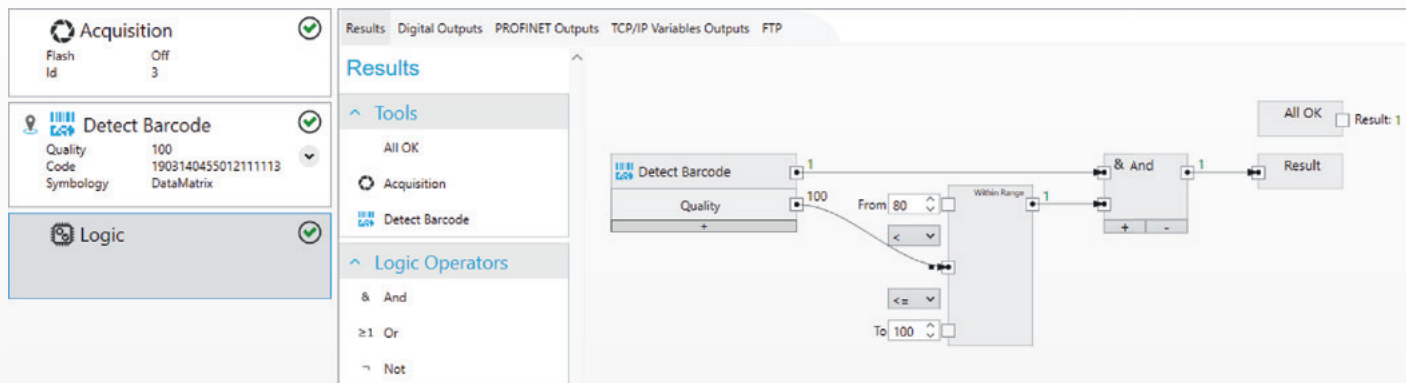 Acquisition
Flash Off
Id 3
Detect Barcode
Quality 100
Code 1903140455012111113
Symbology DataMatrix
Logic
Results Digital Outputs PROFINET Outputs TCP/IP Variables Outputs FTP
Results
Tools
All OK
Acquisition
Detect Barcode
Logic Operators
& And
≥1 Or
¬ Not
All OK Result: 1
Detect Barcode 1
Quality 100
+
From 80
<
<=
To 100
Within Range 1
& And 1
+ -
Result